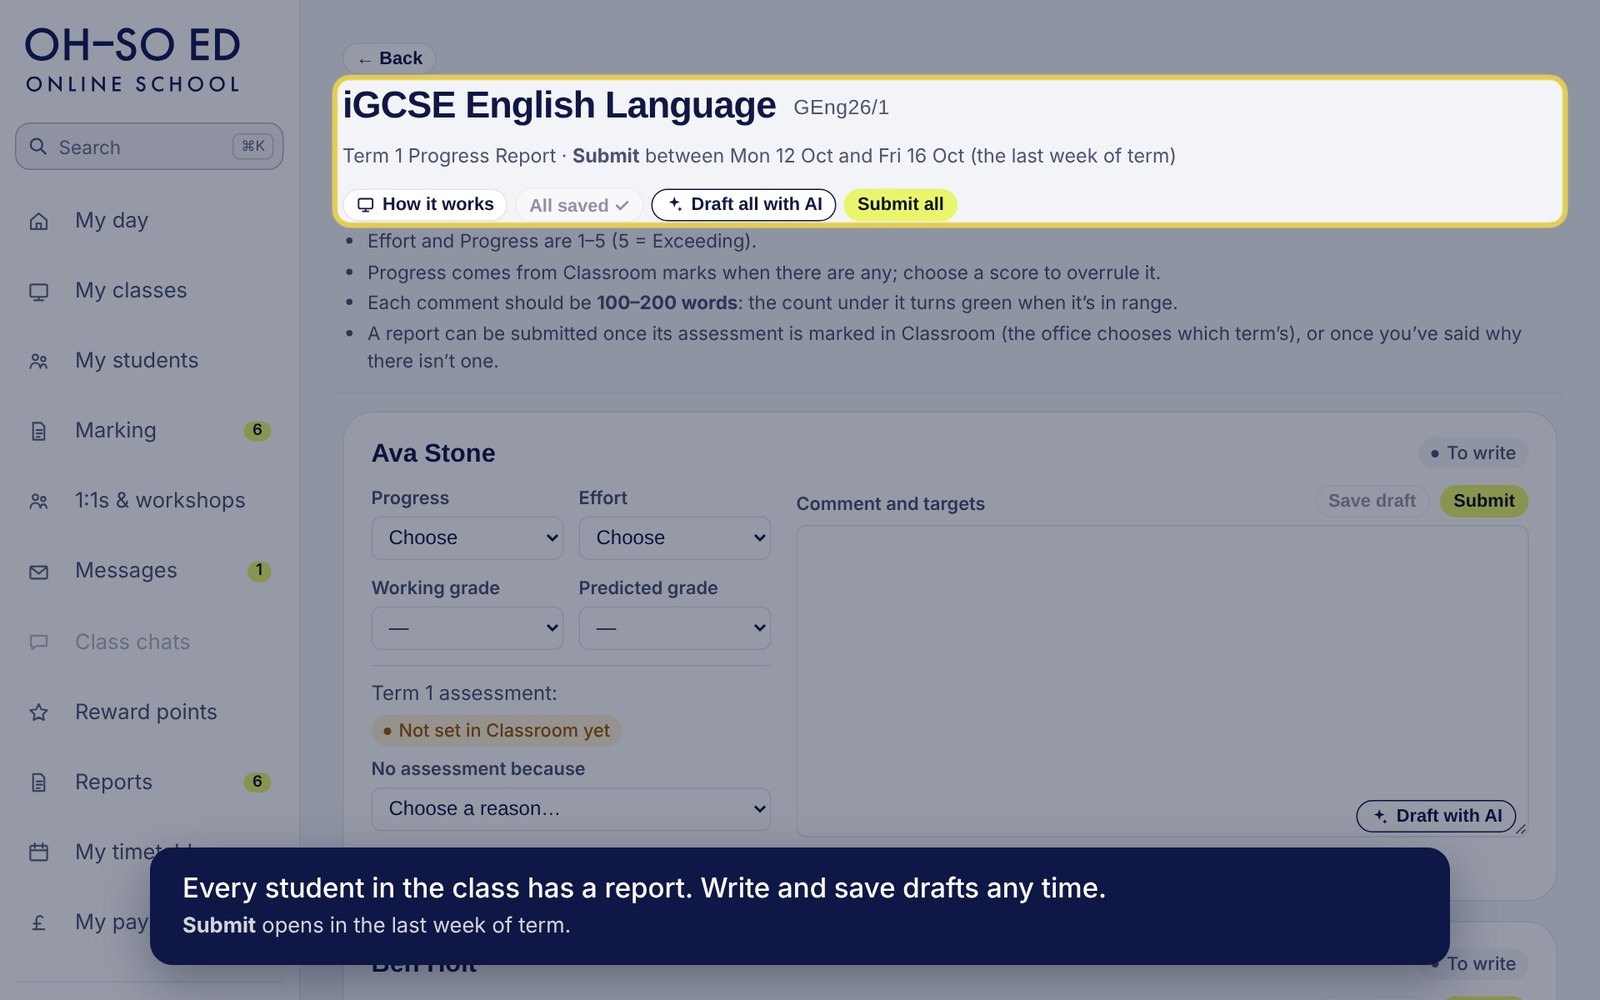 OH–SO ED
ONLINE SCHOOL
Search
⌘K
My day
My classes
My students
Marking
6
1:1s & workshops
Messages
1
Class chats
Reward points
Reports
6
My
My pay
← Back
iGCSE English Language GEng26/1
Term 1 Progress Report · Submit between Mon 12 Oct and Fri 16 Oct (the last week of term)
How it works
All saved ✓
Draft all with AI
Submit all
• Effort and Progress are 1–5 (5 = Exceeding).
• Progress comes from Classroom marks when there are any; choose a score to overrule it.
• Each comment should be 100–200 words: the count under it turns green when it’s in range.
• A report can be submitted once its assessment is marked in Classroom (the office chooses which term’s), or once you’ve said why
there isn’t one.
Ava Stone
• To write
Progress
Effort
Choose
Choose
Working grade
Predicted grade
—
—
Term 1 assessment:
• Not set in Classroom yet
No assessment because
Choose a reason…
Comment and targets
Save draft
Submit
Draft with AI
Every student in the class has a report. Write and save drafts any time.
Submit opens in the last week of term.
Ben Holt
• To write